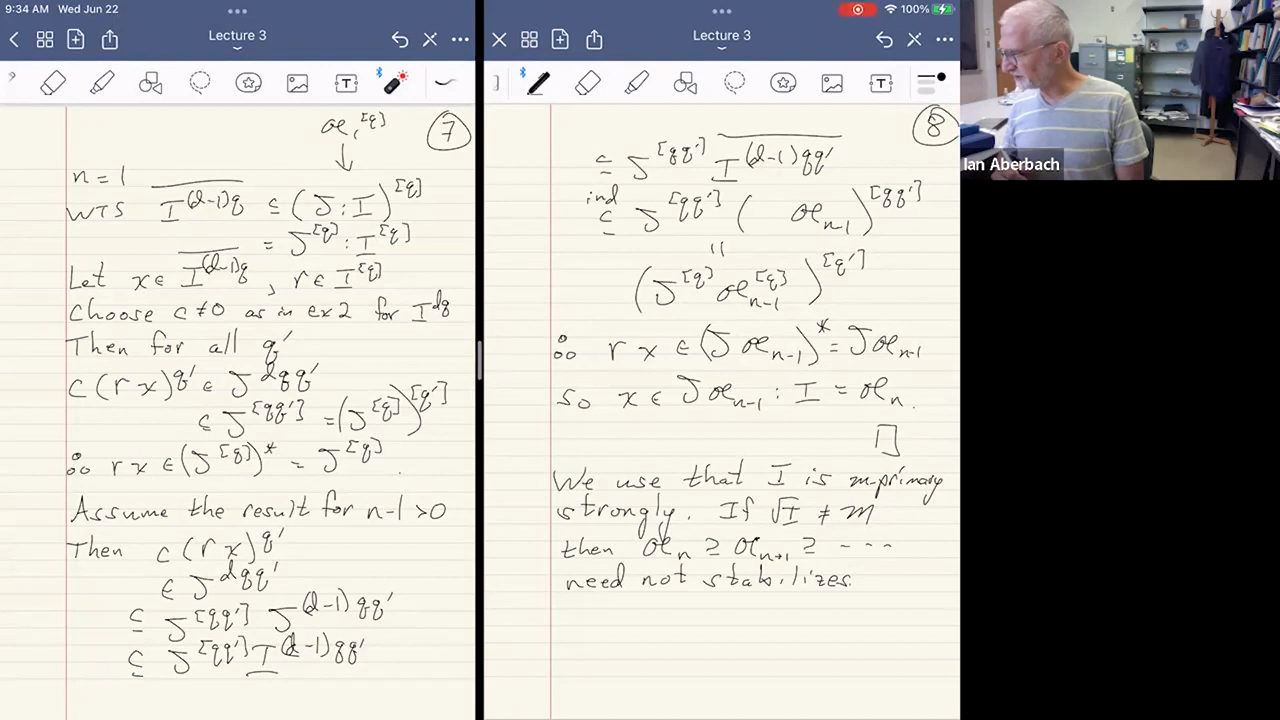 9:34 AM Wed Jun 22
Lecture 3
𝔄₁^[q]
↓
⑦
n = 1
WTS \overline{I^{(d-1)q}} ⊆ (J : I)^{[q]}
= J^{[q]} : I^{[q]}
Let x ∈ \overline{I^{(d-1)q}}, r ∈ I^{[q]}
Choose c ≠ 0 as in ex 2 for I^{dq}
Then for all q'
c(rx)^{q'} ∈ J^{dqq'}
⊆ J^{[qq']} = (J^{[q]})^{[q']}
∴ rx ∈ (J^{[q]})^* = J^{[q]}.
Assume the result for n-1 > 0
Then c(rx)^{q'}
∈ J^{dqq'}
⊆ J^{[qq']} J^{(d-1)qq'}
⊆ J^{[qq']} I^{(d-1)qq'}
100%
Lecture 3
⑧
⊆ J^{[qq']} \overline{I^{(d-1)qq'}}
ind
⊆ J^{[qq']} (𝔄_{n-1})^{[qq']}
=
(J^{[q]} 𝔄_{n-1}^{[q]})^{[q']}
∴ rx ∈ (J𝔄_{n-1})^* = J𝔄_{n-1}
so x ∈ J𝔄_{n-1} : I = 𝔄_n.
□
We use that I is m-primary
strongly. If √I ≠ m
then 𝔄_n ⊇ 𝔄_{n+1} ⊇ ----
need not stabilizes.
Ian Aberbach